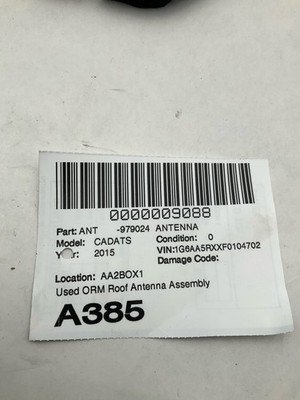 0000009088
Part: ANT -979024 ANTENNA
Model: CADATS Condition: 0
Year: 2015 VIN:1G6AA5RXXF0104702
Damage Code:
Location: AA2BOX1
Used ORM Roof Antenna Assembly
A385